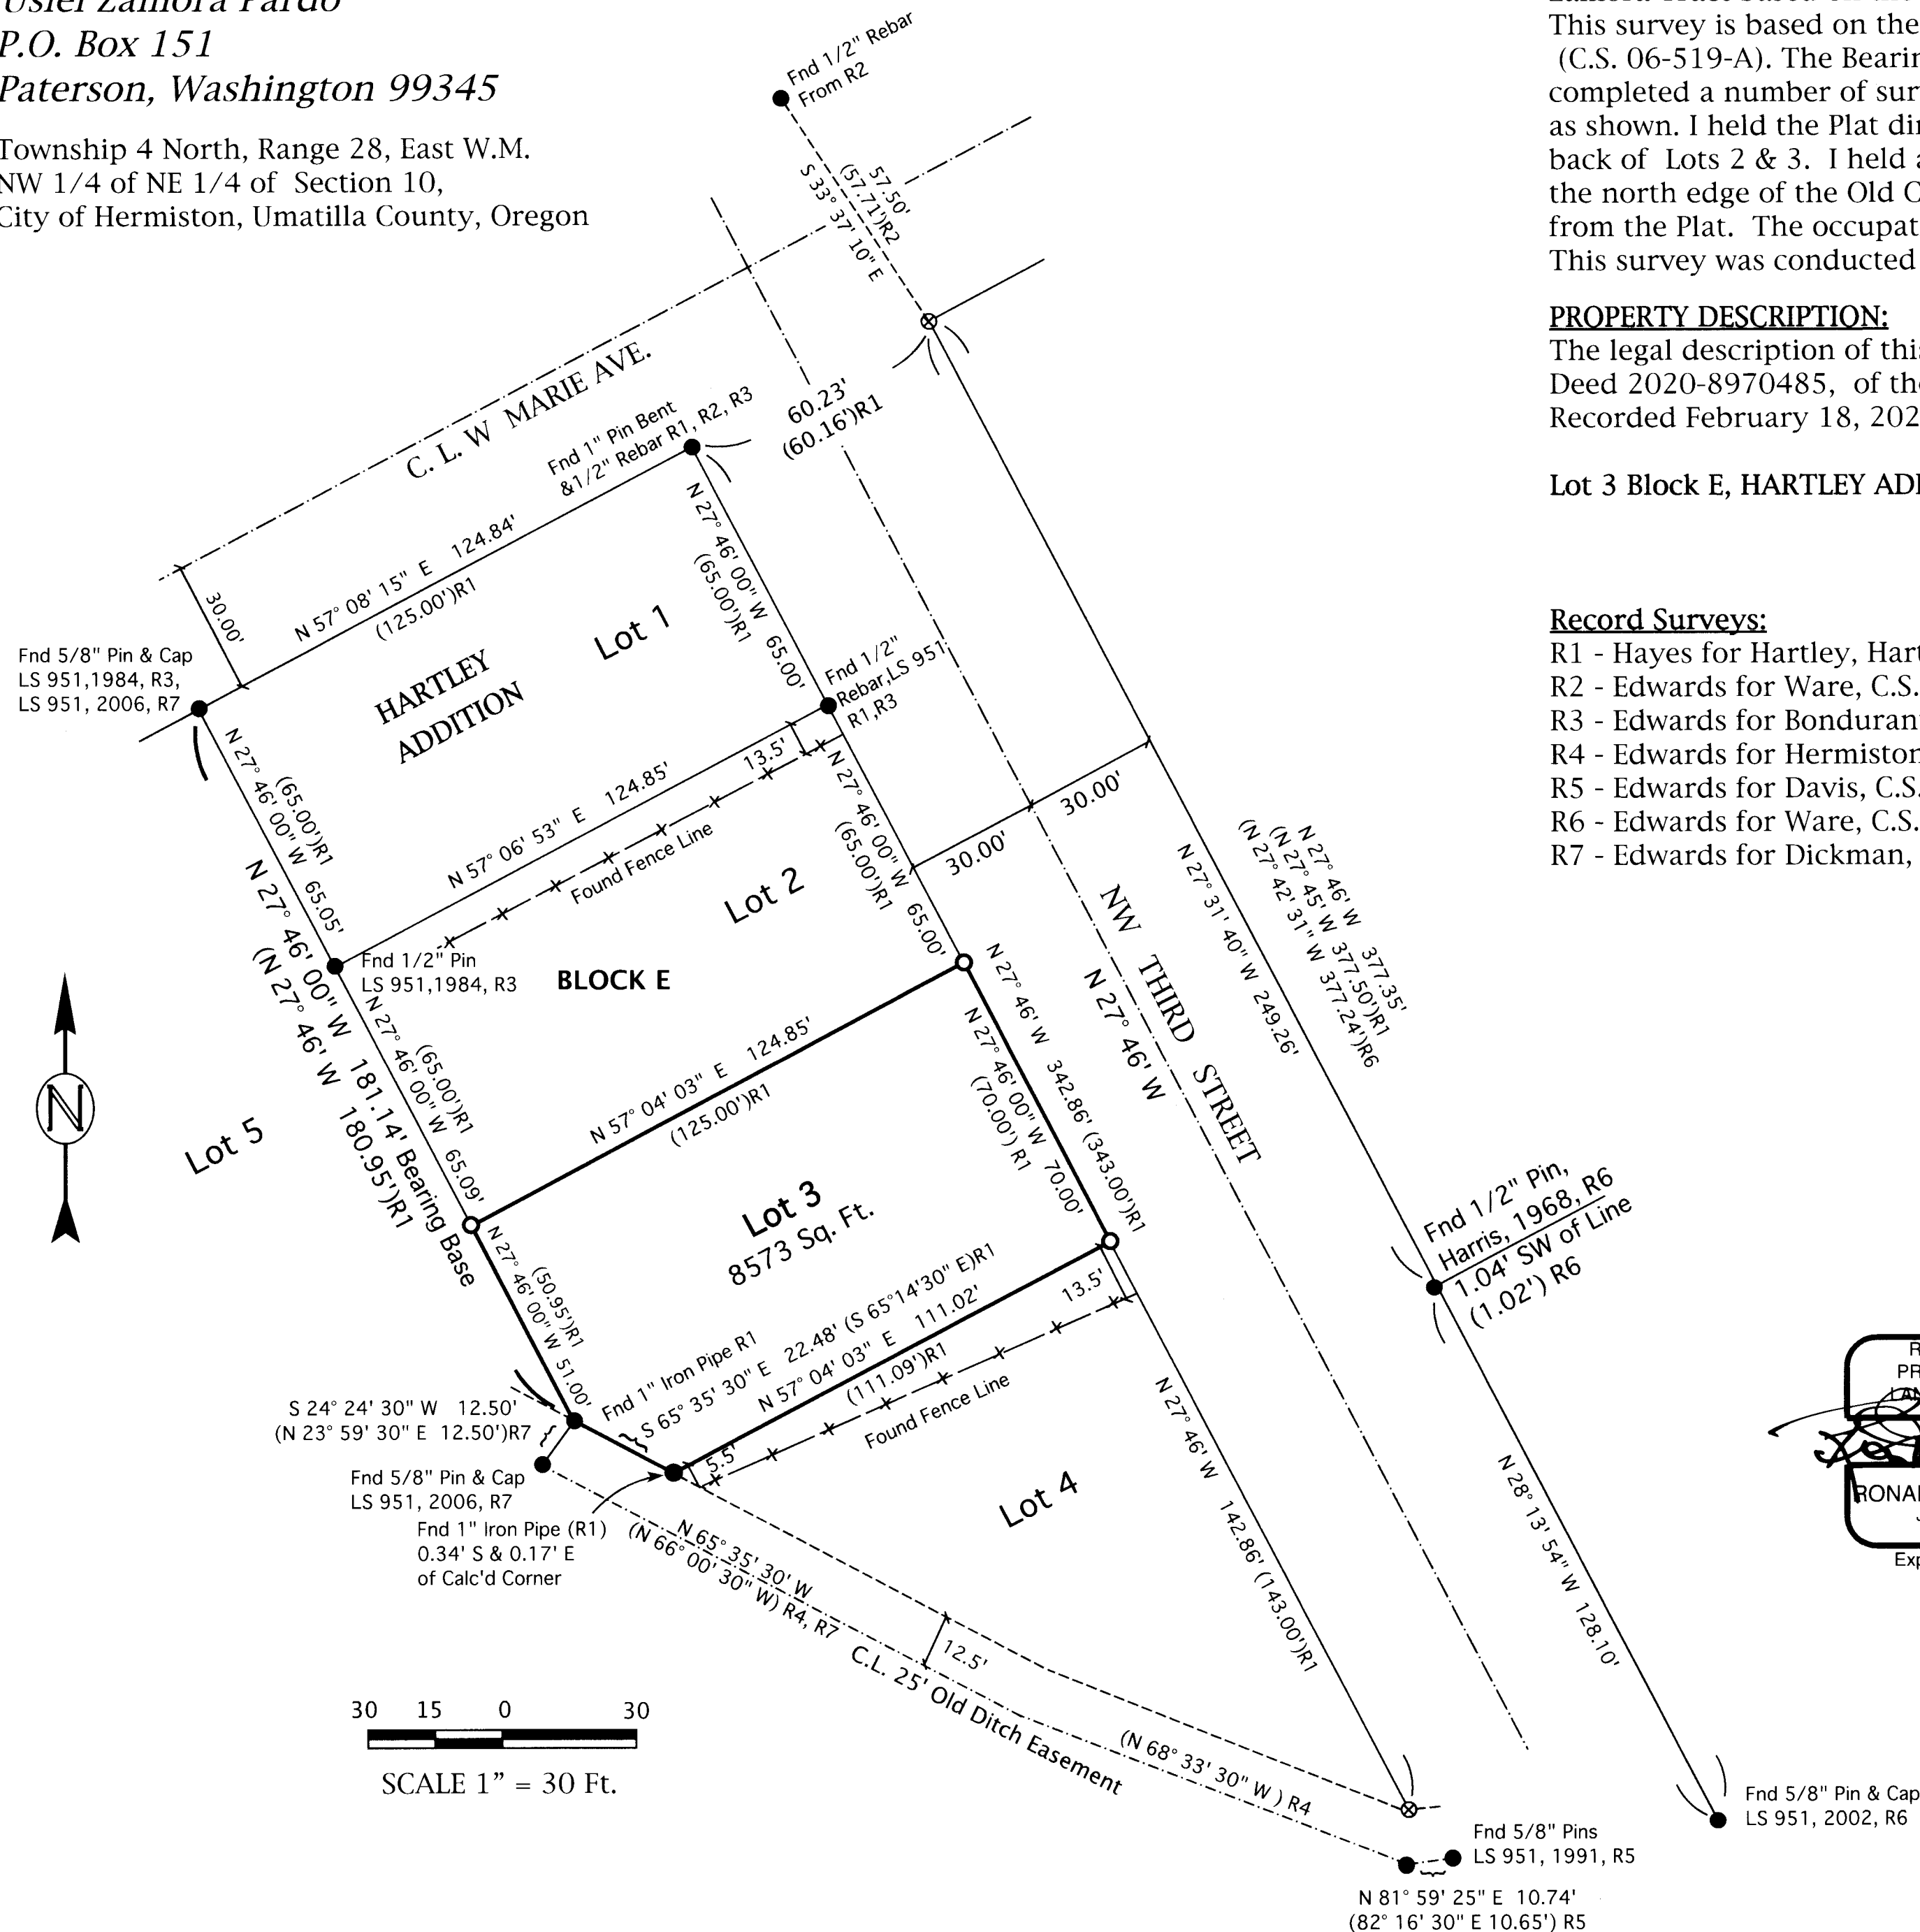 Usiel Zamora Pardo
P.O. Box 151
Paterson, Washington 99345
Township 4 North, Range 28, East W.M.
NW 1/4 of NE 1/4 of Section 10,
City of Hermiston, Umatilla County, Oregon
This survey is based on the
(C.S. 06-519-A). The Bearin
completed a number of surv
as shown. I held the Plat dim
back of Lots 2 & 3. I held a
the north edge of the Old
from the Plat. The occupat
This survey was conducted
PROPERTY DESCRIPTION:
The legal description of this
Deed 2020-8970485, of the
Recorded February 18, 202
Lot 3 Block E, HARTLEY ADD
Record Surveys:
R1 - Hayes for Hartley, Hart
R2 - Edwards for Ware, C.S.
R3 - Edwards for Bonduran
R4 - Edwards for Hermiston
R5 - Edwards for Davis, C.S.
R6 - Edwards for Ware, C.S.
R7 - Edwards for Dickman,
Fnd 1/2" Rebar
From R2
57.50'
(57.71')R2
S 33° 37' 10" E
C. L. W MARIE AVE.
60.23'
(60.16')R1
Fnd 1" Pin Bent
&1/2" Rebar R1, R2, R3
30.00'
N 57° 08' 15" E 124.84'
(125.00')R1
N 27° 46' 00" W 65.00'
(65.00')R1
Lot 1
HARTLEY
ADDITION
Fnd 5/8" Pin & Cap
LS 951,1984, R3,
LS 951, 2006, R7
Fnd 1/2"
Rebar,LS 951
R1,R3
(65.00')R1
N 27° 46' 00" W 65.05'
N 57° 06' 53" E 124.85'
13.5'
Found Fence Line
N 27° 46' 00" W 65.00'
(65.00')R1
30.00'
30.00'
Lot 2
Fnd 1/2" Pin
LS 951,1984, R3
BLOCK E
N 27° 46' 00" W 181.14' Bearing Base
(N 27° 46' W 180.95')R1
(65.00')R1
N 27° 46' 00" W 65.09'
Lot 5
N
N 57° 04' 03" E 124.85'
(125.00')R1
N 27° 46' W 342.86' (343.00')R1
N 27° 46' 00" W 70.00'
(70.00') R1
NW THIRD STREET
N 27° 46' W
N 27° 31' 40" W 249.26'
N 27° 46' W 377.35'
(N 27° 45' W 377.50')R1
(N 27° 42' 31" W 377.24')R6
Lot 3
8573 Sq. Ft.
(50.95')R1
N 27° 46' 00" W 51.00'
Fnd 1" Iron Pipe R1
S 65° 35' 30" E 22.48' (S 65°14'30" E)R1
N 57° 04' 03" E 111.02'
(111.09')R1
13.5'
5.5'
Found Fence Line
Fnd 1/2" Pin,
Harris, 1968, R6
1.04' SW of Line
(1.02') R6
S 24° 24' 30" W 12.50'
(N 23° 59' 30" E 12.50')R7
Fnd 5/8" Pin & Cap
LS 951, 2006, R7
Fnd 1" Iron Pipe (R1)
0.34' S & 0.17' E
of Calc'd Corner
N 65° 35' 30' W
(N 66° 00' 30" W) R4, R7
Lot 4
N 27° 46' W 142.86' (143.00')R1
N 28° 13' 54" W 128.10'
12.5'
C.L. 25' Old Ditch Easement
(N 68° 33' 30" W ) R4
30 15 0 30
SCALE 1” = 30 Ft.
Fnd 5/8" Pin & Cap
LS 951, 2002, R6
Fnd 5/8" Pins
LS 951, 1991, R5
N 81° 59' 25" E 10.74'
(82° 16' 30" E 10.65') R5
PR
LAN
RONAL
Exp